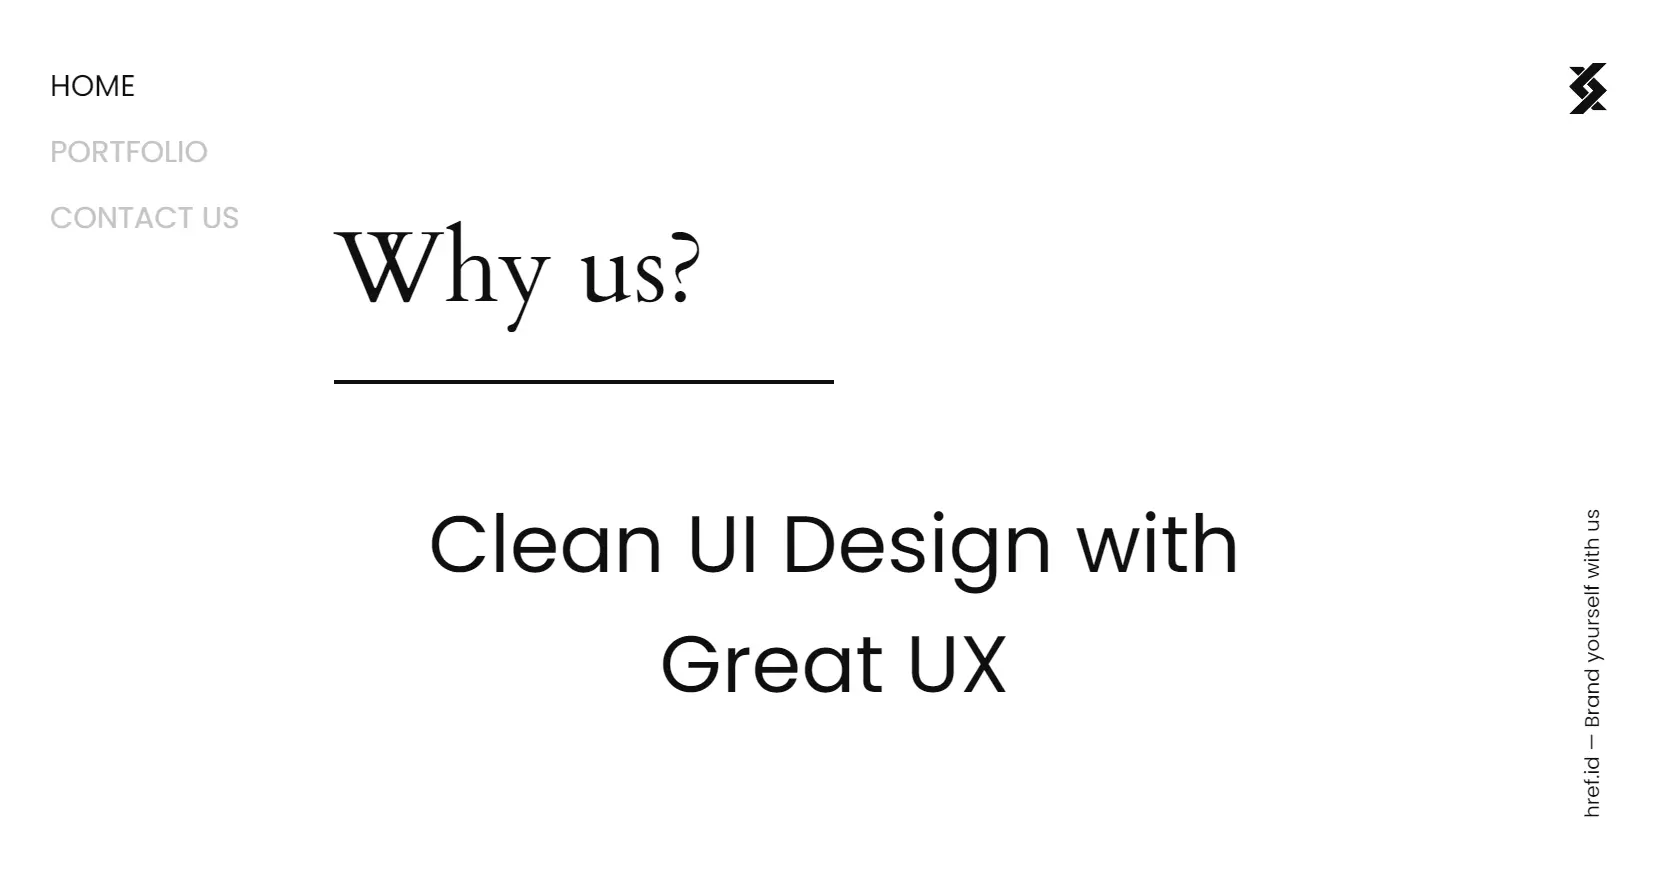 HOME
PORTFOLIO
CONTACT US
Why us?
Clean UI Design with
Great UX
href.id — Brand yourself with us